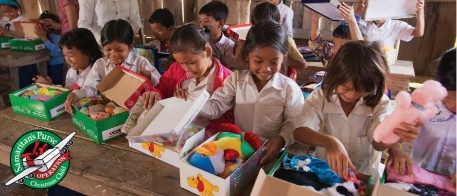 Samaritan's Purse
OPERATION
Christmas Child